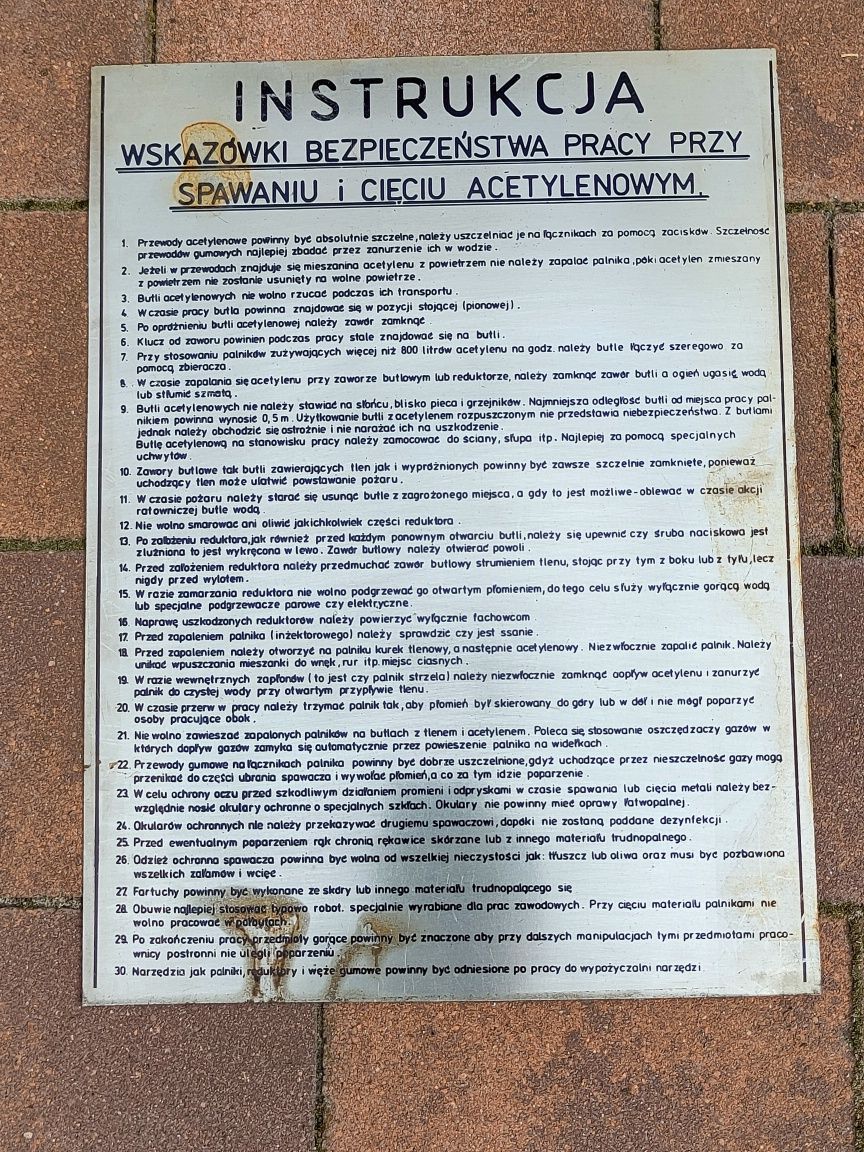 INSTRUKCJA
WSKAZÓWKI BEZPIECZEŃSTWA PRACY PRZY
SPAWANIU i CIĘCIU ACETYLENOWYM.
1. Przewody acetylenowe powinny być absolutnie szczelne, należy uszczelniać je na łącznikach za pomocą zacisków. Szczelność
przewodów gumowych najlepiej zbadać przez zanurzenie ich w wodzie.
2. Jeżeli w przewodach znajduje się mieszanina acetylenu z powietrzem nie należy zapalać palnika, póki acetylen zmieszany
z powietrzem nie zostanie usunięty na wolne powietrze.
3. Butli acetylenowych nie wolno rzucać podczas ich transportu.
4. W czasie pracy butla powinna znajdować się w pozycji stojącej (pionowej).
5. Po opróżnieniu butli acetylenowej należy zawór zamknąć.
6. Klucz od zaworu powinien podczas pracy stale znajdować się na butli.
7. Przy stosowaniu palników zużywających więcej niż 800 litrów acetylenu na godz. należy butle łączyć szeregowo za
pomocą zbieracza.
8. W czasie zapalania się acetylenu przy zaworze butlowym lub reduktorze, należy zamknąć zawór butli a ogień ugasić wodą
lub stłumić szmatą.
9. Butli acetylenowych nie należy stawiać na słońcu, blisko pieca i grzejników. Najmniejsza odległość butli od miejsca pracy pal-
nikiem powinna wynosić 0,5 m. Użytkowanie butli z acetylenem rozpuszczonym nie przedstawia niebezpieczeństwa. Z butlami
jednak należy obchodzić się ostrożnie i nie narażać ich na uszkodzenie.
Butlę acetylenową na stanowisku pracy należy zamocować do ściany, słupa itp. Najlepiej za pomocą specjalnych
uchwytów.
10. Zawory butlowe tak butli zawierających tlen jak i wypróżnionych powinny być zawsze szczelnie zamknięte, ponieważ
uchodzący tlen może ułatwić powstawanie pożaru.
11. W czasie pożaru należy starać się usunąć butle z zagrożonego miejsca, a gdy to jest możliwe-oblewać w czasie akcji
ratowniczej butle wodą.
12. Nie wolno smarować ani oliwić jakichkolwiek części reduktora.
13. Po założeniu reduktora, jak również przed każdym ponownym otwarciu butli, należy się upewnić czy śruba naciskowa jest
zluźniona to jest wykręcona w lewo. Zawór butlowy należy otwierać powoli.
14. Przed założeniem reduktora należy przedmuchać zawór butlowy strumieniem tlenu, stojąc przy tym z boku lub z tyłu, lecz
nigdy przed wylotem.
15. W razie zamarzania reduktora nie wolno podgrzewać go otwartym płomieniem, do tego celu służy wyłącznie gorącą wodą
lub specjalne podgrzewacze parowe czy elektryczne.
16. Naprawę uszkodzonych reduktorów należy powierzyć wyłącznie fachowcom.
17. Przed zapaleniem palnika (inżektorowego) należy sprawdzić czy jest ssanie.
18. Przed zapaleniem należy otworzyć na palniku kurek tlenowy, a następnie acetylenowy. Niezwłocznie zapalić palnik. Należy
unikać wpuszczania mieszanki do wnęk, rur itp. miejsc ciasnych.
19. W razie wewnętrznych zapłonów (to jest czy palnik strzela) należy niezwłocznie zamknąć dopływ acetylenu i zanurzyć
palnik do czystej wody przy otwartym przypływie tlenu.
20. W czasie przerw w pracy należy trzymać palnik tak, aby płomień był skierowany do góry lub w dół i nie mógł poparzyć
osoby pracujące obok.
21. Nie wolno zawieszać zapalonych palników na butlach z tlenem i acetylenem. Poleca się stosowanie oszczędzaczy gazów w
których dopływ gazów zamyka się automatycznie przez powieszenie palnika na widełkach.
22. Przewody gumowe na łącznikach palnika powinny być dobrze uszczelnione, gdyż uchodzące przez nieszczelność gazy mogą
przenikać do części ubrania spawacza i wywołać płomień, a co za tym idzie poparzenie.
23. W celu ochrony oczu przed szkodliwym działaniem promieni i odpryskami w czasie spawania lub cięcia metali należy bez-
względnie nosić okulary ochronne o specjalnych szkłach. Okulary nie powinny mieć oprawy łatwopalnej.
24. Okularów ochronnych nie należy przekazywać drugiemu spawaczowi, dopóki nie zostaną poddane dezynfekcji.
25. Przed ewentualnym poparzeniem rąk chronią rękawice skórzane lub z innego materiału trudnopalnego.
26. Odzież ochronna spawacza powinna być wolna od wszelkiej nieczystości jak: tłuszcz lub oliwa oraz musi być pozbawiona
wszelkich załamów i wcięć.
27. Fartuchy powinny być wykonane ze skóry lub innego materiału trudnopalącego się
28. Obuwie najlepiej stosować typowo robot. specjalnie wyrabiane dla prac zawodowych. Przy cięciu materiału palnikami nie
wolno pracować w półbutach.
29. Po zakończeniu pracy przedmioty gorące powinny być znaczone aby przy dalszych manipulacjach tymi przedmiotami praco-
wnicy postronni nie ulegli poparzeniu.
30. Narzędzia jak palniki, reduktory i węże gumowe powinny być odniesione po pracy do wypożyczalni narzędzi.